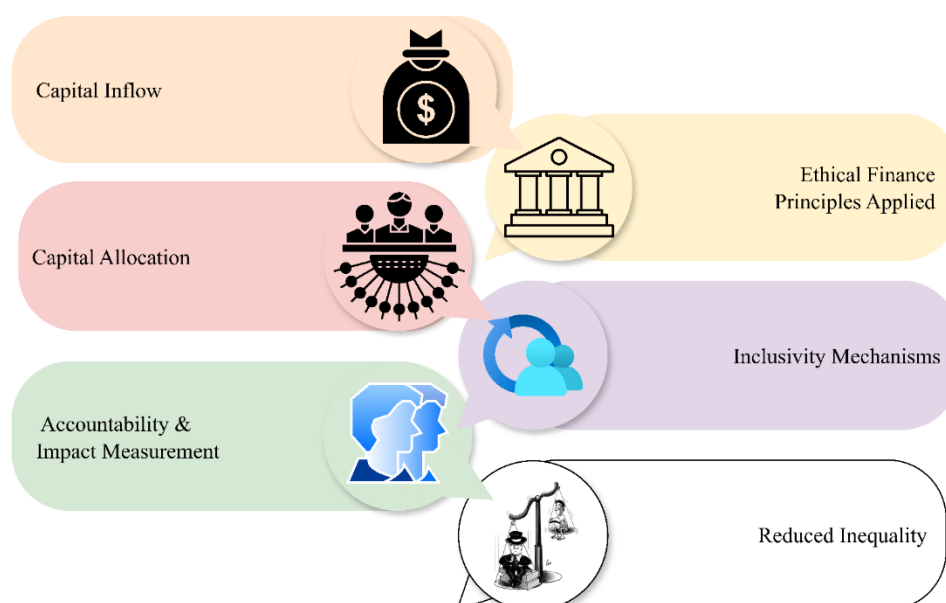 Capital Inflow
$
Ethical Finance
Principles Applied
Capital Allocation
Inclusivity Mechanisms
Accountability &
Impact Measurement
Reduced Inequality